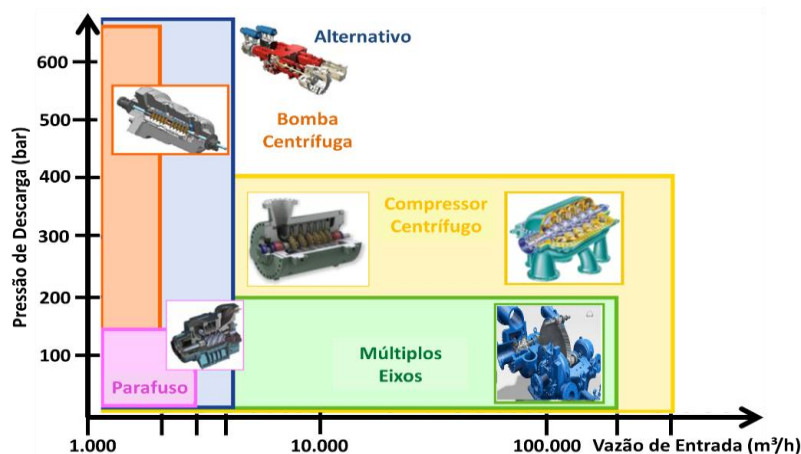 Pressão de Descarga (bar)
600
500
400
300
200
100
Alternativo
Bomba
Centrífuga
Compressor
Centrífugo
Múltiplos
Eixos
Parafuso
1.000
10.000
100.000
Vazão de Entrada (m³/h)